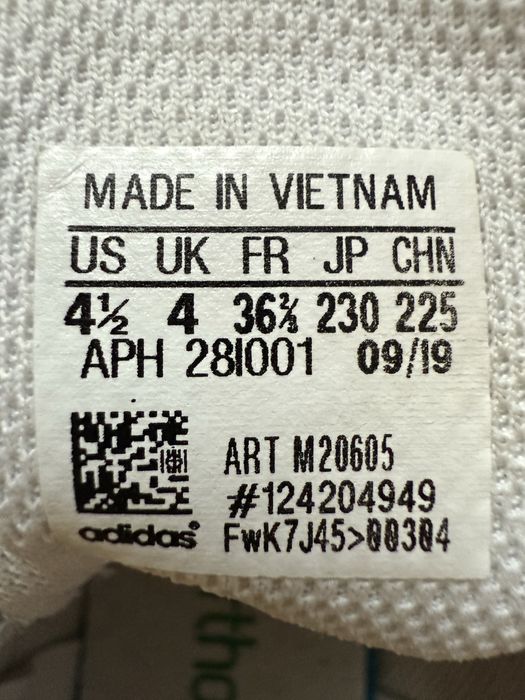 MADE IN VIETNAM
US UK FR JP CHN
4½ 4 36⅔ 230 225
APH 28I001 09/19
ART M20605
#124204949
adidas® FwK7J45>00304
tho